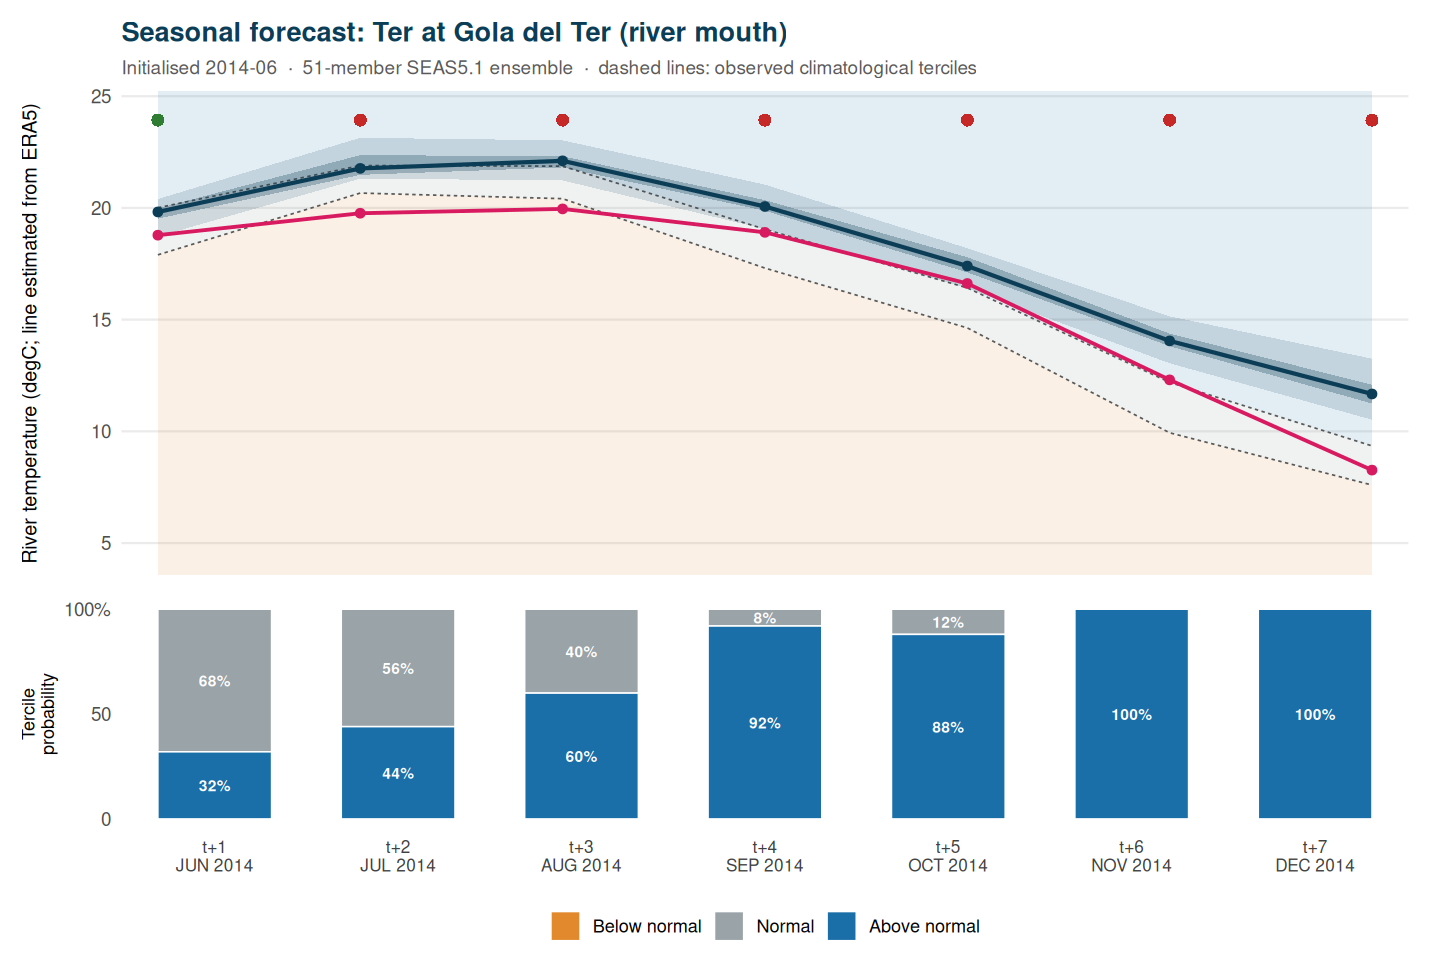 Seasonal forecast: Ter at Gola del Ter (river mouth)
Initialised 2014-06 · 51-member SEAS5.1 ensemble · dashed lines: observed climatological terciles
River temperature (degC; line estimated from ERA5)
25
20
15
10
5
Tercile
probability
100%
50
0
68%
56%
40%
8%
12%
32%
44%
60%
92%
88%
100%
100%
t+1
JUN 2014
t+2
JUL 2014
t+3
AUG 2014
t+4
SEP 2014
t+5
OCT 2014
t+6
NOV 2014
t+7
DEC 2014
Below normal
Normal
Above normal